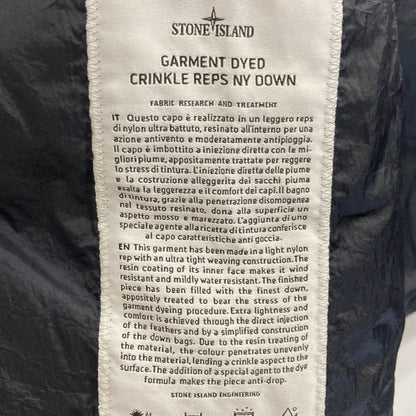 STONE ISLAND
GARMENT DYED
CRINKLE REPS NY DOWN
FABRIC RESEARCH AND TREATMENT
IT Questo capo è realizzato in un leggero reps
di nylon ultra battuto, resinato all'interno per una
azione antivento e moderatamente antipioggia.
Il capo è imbottito a iniezione diretta con le mi-
gliori piume, appositamente trattate per reggere
lo stress di tintura. L'iniezione diretta delle piume
e la costruzione alleggerita dei sacchi piuma
esalta la leggerezza e il comfort dei capi. Il bagno
di tintura, grazie alla penetrazione disomogenea
nel tessuto resinato, dona alla superficie un
aspetto mosso e marezzato. L'aggiunta di uno
speciale agente alla ricetta di tintura conferisce
al capo caratteristiche anti goccia.
EN This garment has been made in a light nylon
rep with an ultra tight weaving construction. The
resin coating of its inner face makes it wind
resistant and mildly water resistant. The finished
piece has been filled with the finest down,
appositely treated to bear the stress of the
garment dyeing procedure. Extra lightness and
comfort is achieved through the direct injection
of the feathers and by a simplified construction
of the down bags. Due to the resin treating of
the material, the colour penetrates unevenly
into the material, lending a crinkle aspect to the
surface. The addition of a special agent to the dye
formula makes the piece anti-drop.
STONE ISLAND ENGINEERING